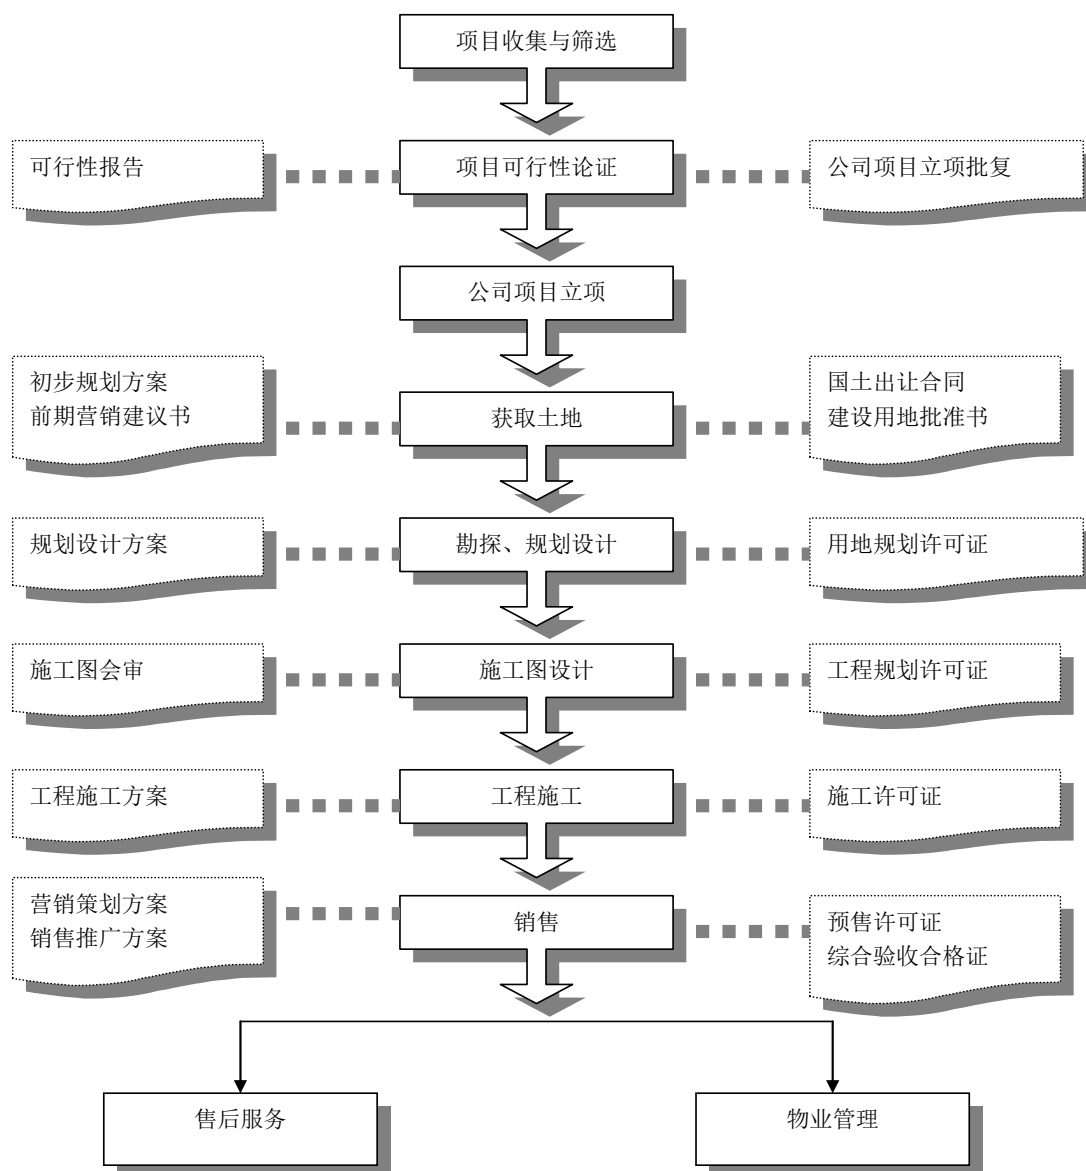 项目收集与筛选
可行性报告
项目可行性论证
公司项目立项批复
公司项目立项
初步规划方案
前期营销建议书
获取土地
国土出让合同
建设用地批准书
规划设计方案
勘探、规划设计
用地规划许可证
施工图会审
施工图设计
工程规划许可证
工程施工方案
工程施工
施工许可证
营销策划方案
销售推广方案
销售
预售许可证
综合验收合格证
售后服务
物业管理